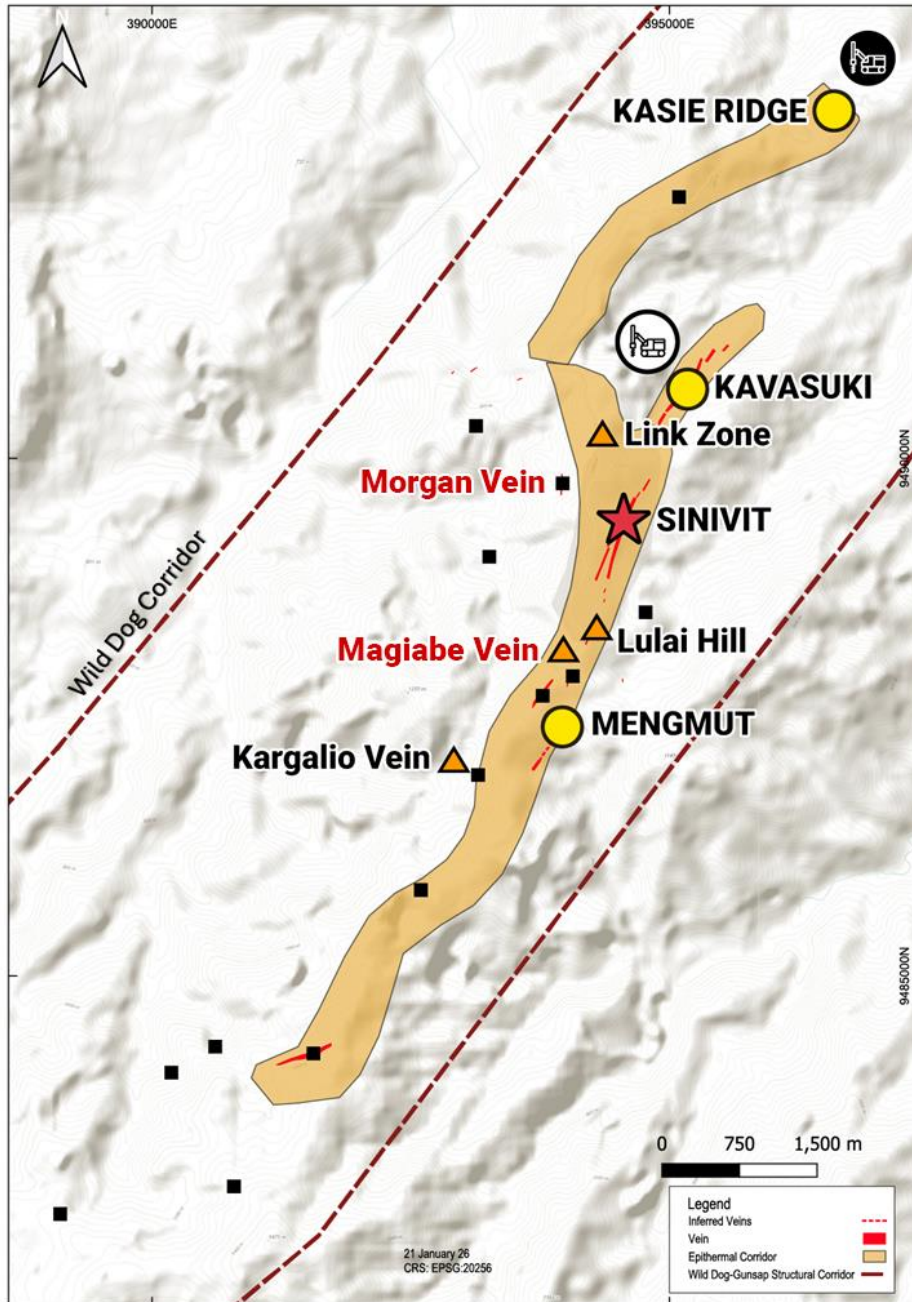 390000E
395000E
KASIE RIDGE
KAVASUKI
Link Zone
9490000N
Morgan Vein
SINIVIT
Wild Dog Corridor
Lulai Hill
Magiabe Vein
MENGMUT
Kargalio Vein
9485000N
0 750 1,500 m
Legend
Inferred Veins
Vein
Epithermal Corridor
Wild Dog-Gunsap Structural Corridor
21 January 26
CRS: EPSG:20256